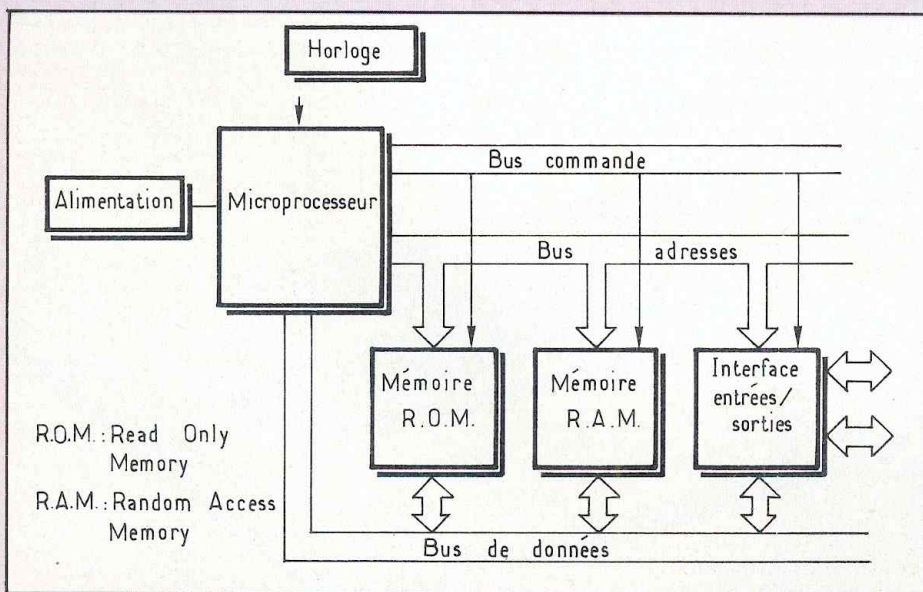 Horloge
Alimentation
Microprocesseur
Bus commande
Bus adresses
Mémoire
R.O.M.
Mémoire
R.A.M.
Interface
entrées/
sorties
R.O.M.: Read Only
Memory
R.A.M.: Random Access
Memory
Bus de données